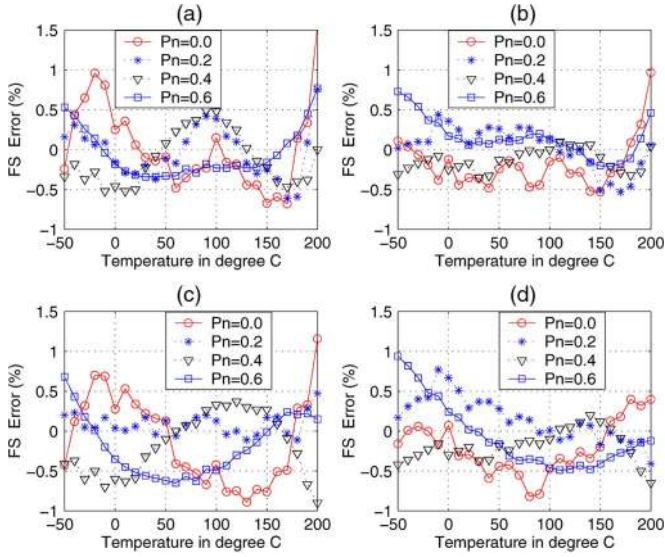 (a)
1.5
1
0.5
0
-0.5
-1
FS Error (%)
Pn=0.0
Pn=0.2
Pn=0.4
Pn=0.6
-50 0 50 100 150 200
Temperature in degree C
(b)
1.5
1
0.5
0
-0.5
-1
Pn=0.0
Pn=0.2
Pn=0.4
Pn=0.6
-50 0 50 100 150 200
Temperature in degree C
(c)
1.5
1
0.5
0
-0.5
-1
FS Error (%)
Pn=0.0
Pn=0.2
Pn=0.4
Pn=0.6
-50 0 50 100 150 200
Temperature in degree C
(d)
1.5
1
0.5
0
-0.5
-1
FS Error (%)
Pn=0.0
Pn=0.2
Pn=0.4
Pn=0.6
-50 0 50 100 150 200
Temperature in degree C